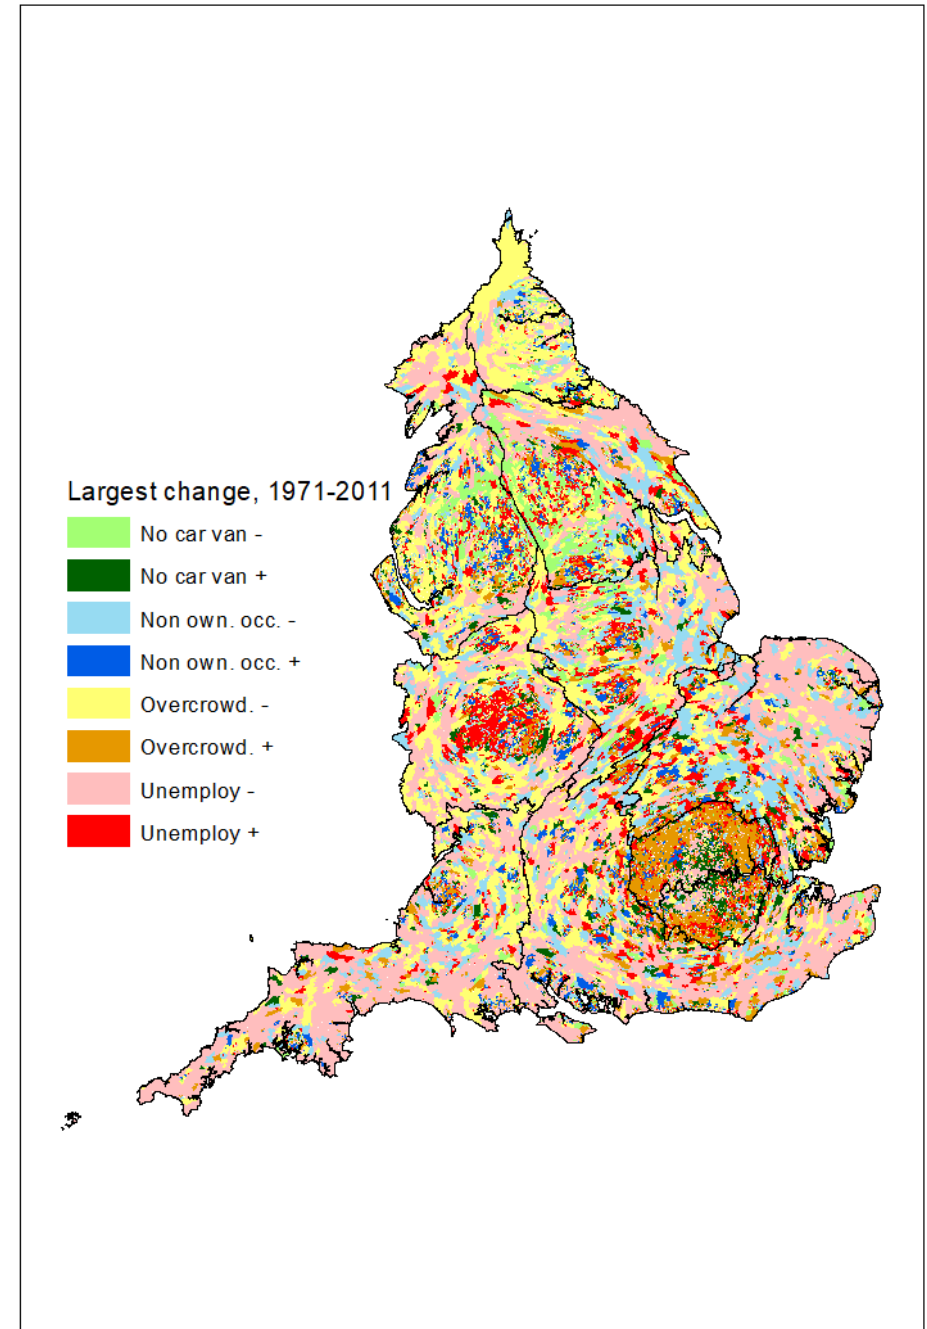 Largest change, 1971-2011
No car van -
No car van +
Non own. occ. -
Non own. occ. +
Overcrowd. -
Overcrowd. +
Unemploy -
Unemploy +